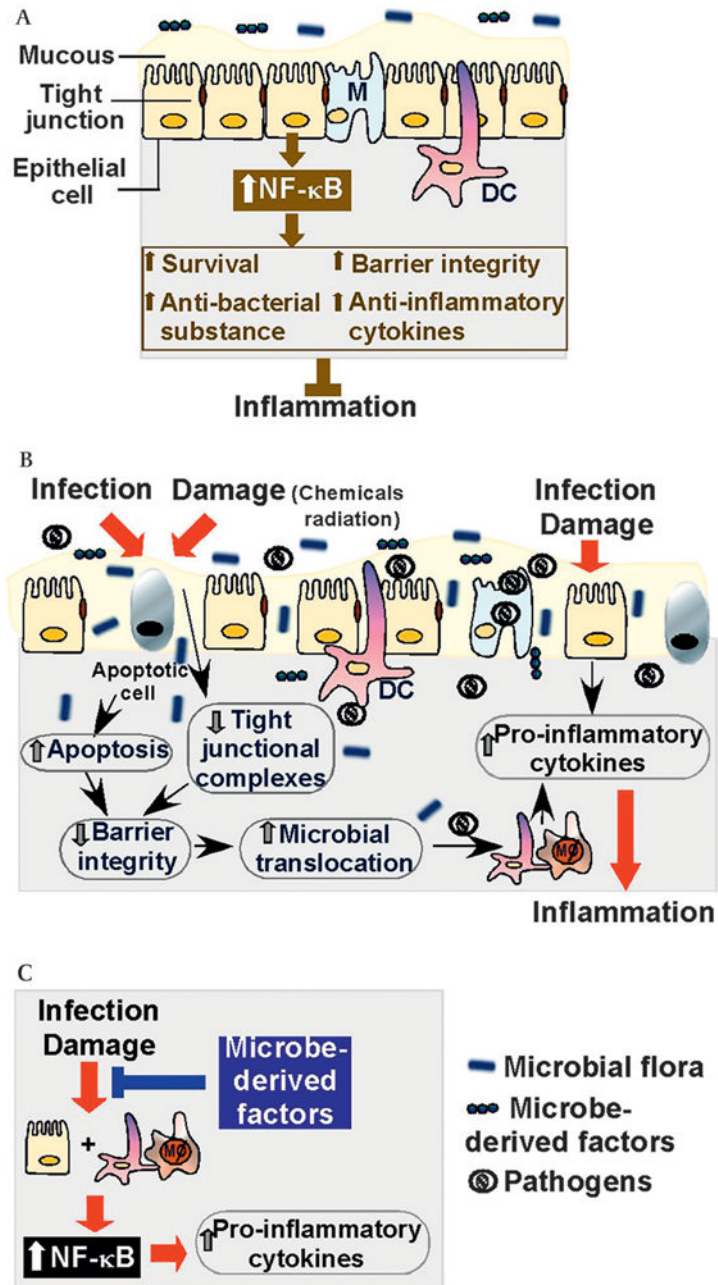 A
Mucous
Tight
junction
Epithelial
cell
M
DC
⬆NF-κB
⬆Survival
⬆Barrier integrity
⬆Anti-bacterial
substance
⬆Anti-inflammatory
cytokines
Inflammation
B
Infection
Damage (Chemicals
radiation)
Infection
Damage
Apoptotic
cell
DC
⇧Apoptosis
⇩Tight
junctional
complexes
⇧Pro-inflammatory
cytokines
⇩Barrier
integrity
⇧Microbial
translocation
MØ
Inflammation
C
Infection
Damage
Microbe-
derived
factors
+
MØ
⬆NF-κB
⇧Pro-inflammatory
cytokines
Microbial flora
Microbe-
derived factors
Pathogens